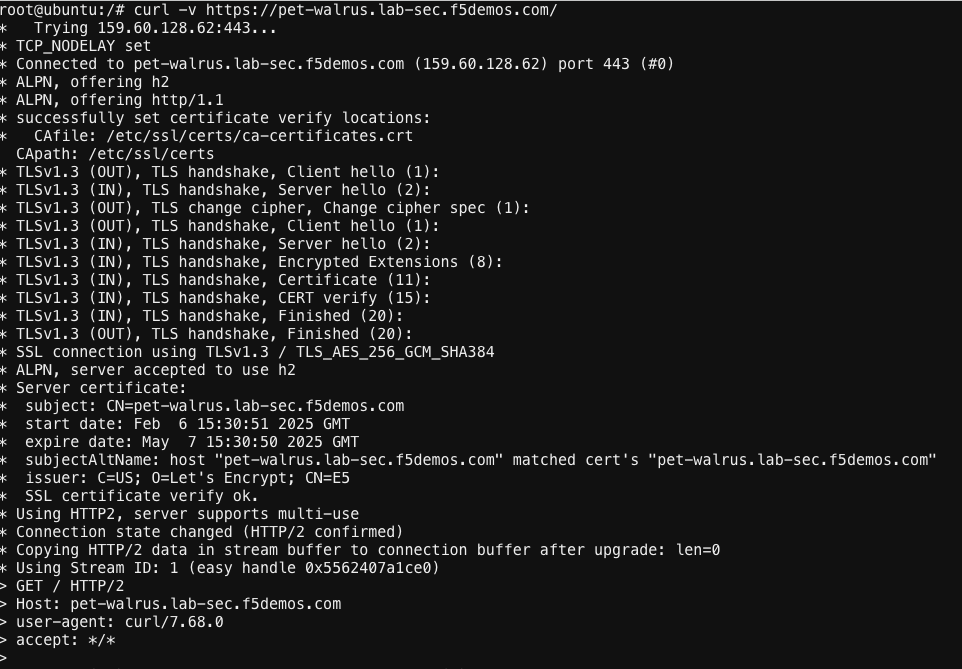 root@ubuntu:/# curl -v https://pet-walrus.lab-sec.f5demos.com/
*   Trying 159.60.128.62:443...
* TCP_NODELAY set
* Connected to pet-walrus.lab-sec.f5demos.com (159.60.128.62) port 443 (#0)
* ALPN, offering h2
* ALPN, offering http/1.1
* successfully set certificate verify locations:
*   CAfile: /etc/ssl/certs/ca-certificates.crt
  CApath: /etc/ssl/certs
* TLSv1.3 (OUT), TLS handshake, Client hello (1):
* TLSv1.3 (IN), TLS handshake, Server hello (2):
* TLSv1.3 (OUT), TLS change cipher, Change cipher spec (1):
* TLSv1.3 (OUT), TLS handshake, Client hello (1):
* TLSv1.3 (IN), TLS handshake, Server hello (2):
* TLSv1.3 (IN), TLS handshake, Encrypted Extensions (8):
* TLSv1.3 (IN), TLS handshake, Certificate (11):
* TLSv1.3 (IN), TLS handshake, CERT verify (15):
* TLSv1.3 (IN), TLS handshake, Finished (20):
* TLSv1.3 (OUT), TLS handshake, Finished (20):
* SSL connection using TLSv1.3 / TLS_AES_256_GCM_SHA384
* ALPN, server accepted to use h2
* Server certificate:
*  subject: CN=pet-walrus.lab-sec.f5demos.com
*  start date: Feb  6 15:30:51 2025 GMT
*  expire date: May  7 15:30:50 2025 GMT
*  subjectAltName: host "pet-walrus.lab-sec.f5demos.com" matched cert's "pet-walrus.lab-sec.f5demos.com"
*  issuer: C=US; O=Let's Encrypt; CN=E5
*  SSL certificate verify ok.
* Using HTTP2, server supports multi-use
* Connection state changed (HTTP/2 confirmed)
* Copying HTTP/2 data in stream buffer to connection buffer after upgrade: len=0
* Using Stream ID: 1 (easy handle 0x5562407a1ce0)
> GET / HTTP/2
> Host: pet-walrus.lab-sec.f5demos.com
> user-agent: curl/7.68.0
> accept: */*
>